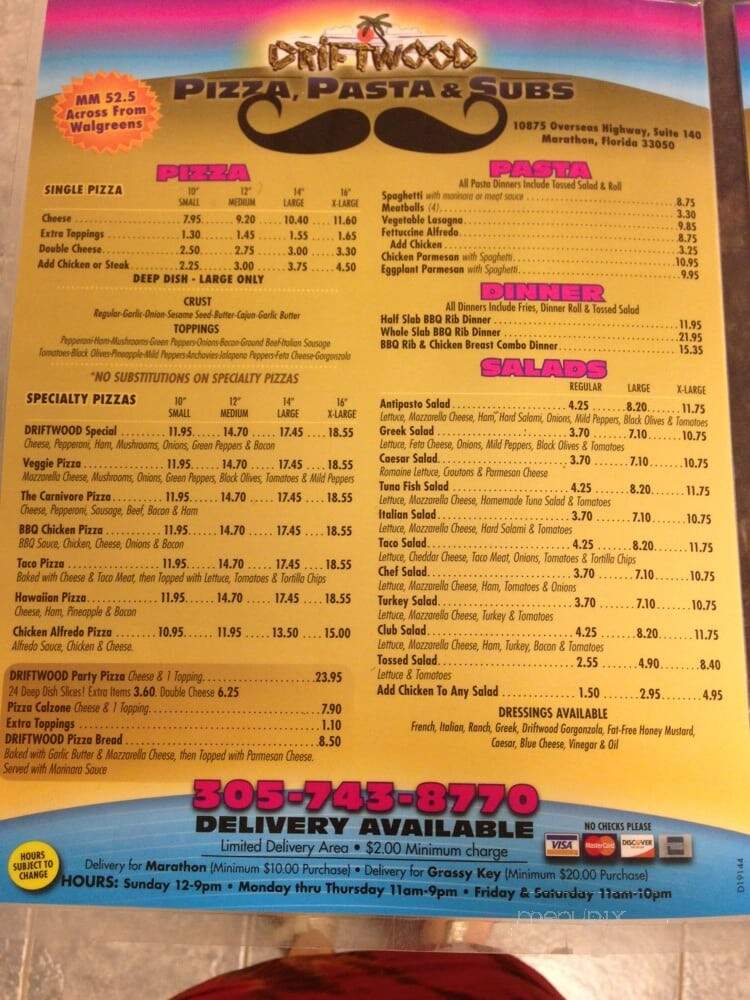 DRIFTWOOD
PIZZA, PASTA & SUBS
MM 52.5
Across From
Walgreens
10875 Overseas Highway, Suite 140
Marathon, Florida 33050
PIZZA
SINGLE PIZZA 10" SMALL 12" MEDIUM 14" LARGE 16" X-LARGE
Cheese 7.95 9.20 10.40 11.60
Extra Toppings 1.30 1.45 1.55 1.65
Double Cheese 2.50 2.75 3.00 3.30
Add Chicken or Steak 2.25 3.00 3.75 4.50
DEEP DISH - LARGE ONLY
CRUST
Regular-Garlic-Onion-Sesame Seed-Butter-Cajun-Garlic Butter
TOPPINGS
Pepperoni-Ham-Mushrooms-Green Peppers-Onions-Bacon-Ground Beef-Italian Sausage
Tomatoes-Black Olives-Pineapple-Mild Peppers-Anchovies-Jalapeno Peppers-Feta Cheese-Gorgonzola
*NO SUBSTITUTIONS ON SPECIALTY PIZZAS
SPECIALTY PIZZAS 10" SMALL 12" MEDIUM 14" LARGE 16" X-LARGE
DRIFTWOOD Special 11.95 14.70 17.45 18.55
Cheese, Pepperoni, Ham, Mushrooms, Onions, Green Peppers & Bacon
Veggie Pizza 11.95 14.70 17.45 18.55
Mozzarella Cheese, Mushrooms, Onions, Green Peppers, Black Olives, Tomatoes & Mild Peppers
The Carnivore Pizza 11.95 14.70 17.45 18.55
Cheese, Pepperoni, Sausage, Beef, Bacon & Ham
BBQ Chicken Pizza 11.95 14.70 17.45 18.55
BBQ Sauce, Chicken, Cheese, Onions & Bacon
Taco Pizza 11.95 14.70 17.45 18.55
Baked with Cheese & Taco Meat, then Topped with Lettuce, Tomatoes & Tortilla Chips
Hawaiian Pizza 11.95 14.70 17.45 18.55
Cheese, Ham, Pineapple & Bacon
Chicken Alfredo Pizza 10.95 11.95 13.50 15.00
Alfredo Sauce, Chicken & Cheese.
DRIFTWOOD Party Pizza Cheese & 1 Topping 23.95
24 Deep Dish Slices! Extra Items 3.60. Double Cheese 6.25
Pizza Calzone Cheese & 1 Topping 7.90
Extra Toppings 1.10
DRIFTWOOD Pizza Bread 8.50
Baked with Garlic Butter & Mozzarella Cheese, then Topped with Parmesan Cheese.
Served with Marinara Sauce
PASTA
All Pasta Dinners Include Tossed Salad & Roll
Spaghetti with marinara or meat sauce 8.75
Meatballs (4) 3.30
Vegetable Lasagna 9.85
Fettuccine Alfredo 8.75
Add Chicken 3.25
Chicken Parmesan with Spaghetti 10.95
Eggplant Parmesan with Spaghetti 9.95
DINNER
All Dinners Include Fries, Dinner Roll & Tossed Salad
Half Slab BBQ Rib Dinner 11.95
Whole Slab BBQ Rib Dinner 21.95
BBQ Rib & Chicken Breast Combo Dinner 15.35
SALADS
REGULAR LARGE X-LARGE
Antipasto Salad 4.25 8.20 11.75
Lettuce, Mozzarella Cheese, Ham, Hard Salami, Onions, Mild Peppers, Black Olives & Tomatoes
Greek Salad 3.70 7.10 10.75
Lettuce, Feta Cheese, Onions, Mild Peppers, Black Olives & Tomatoes
Caesar Salad 3.70 7.10 10.75
Romaine Lettuce, Croutons & Parmesan Cheese
Tuna Fish Salad 4.25 8.20 11.75
Lettuce, Mozzarella Cheese, Homemade Tuna Salad & Tomatoes
Italian Salad 3.70 7.10 10.75
Lettuce, Mozzarella Cheese, Hard Salami & Tomatoes
Taco Salad 4.25 8.20 11.75
Lettuce, Cheddar Cheese, Taco Meat, Onions, Tomatoes & Tortilla Chips
Chef Salad 3.70 7.10 10.75
Lettuce, Mozzarella Cheese, Ham, Tomatoes & Onions
Turkey Salad 3.70 7.10 10.75
Lettuce, Mozzarella Cheese, Turkey & Tomatoes
Club Salad 4.25 8.20 11.75
Lettuce, Mozzarella Cheese, Ham, Turkey, Bacon & Tomatoes
Tossed Salad 2.55 4.90 8.40
Lettuce & Tomatoes
Add Chicken To Any Salad 1.50 2.95 4.95
DRESSINGS AVAILABLE
French, Italian, Ranch, Greek, Driftwood Gorgonzola, Fat-Free Honey Mustard,
Caesar, Blue Cheese, Vinegar & Oil
305-743-8770
DELIVERY AVAILABLE
Limited Delivery Area • $2.00 Minimum charge
NO CHECKS PLEASE
VISA MasterCard DISCOVER
HOURS
SUBJECT TO
CHANGE
Delivery for Marathon (Minimum $10.00 Purchase) • Delivery for Grassy Key (Minimum $20.00 Purchase)
HOURS: Sunday 12-9pm • Monday thru Thursday 11am-9pm • Friday & Saturday 11am-10pm
D19144
menupix